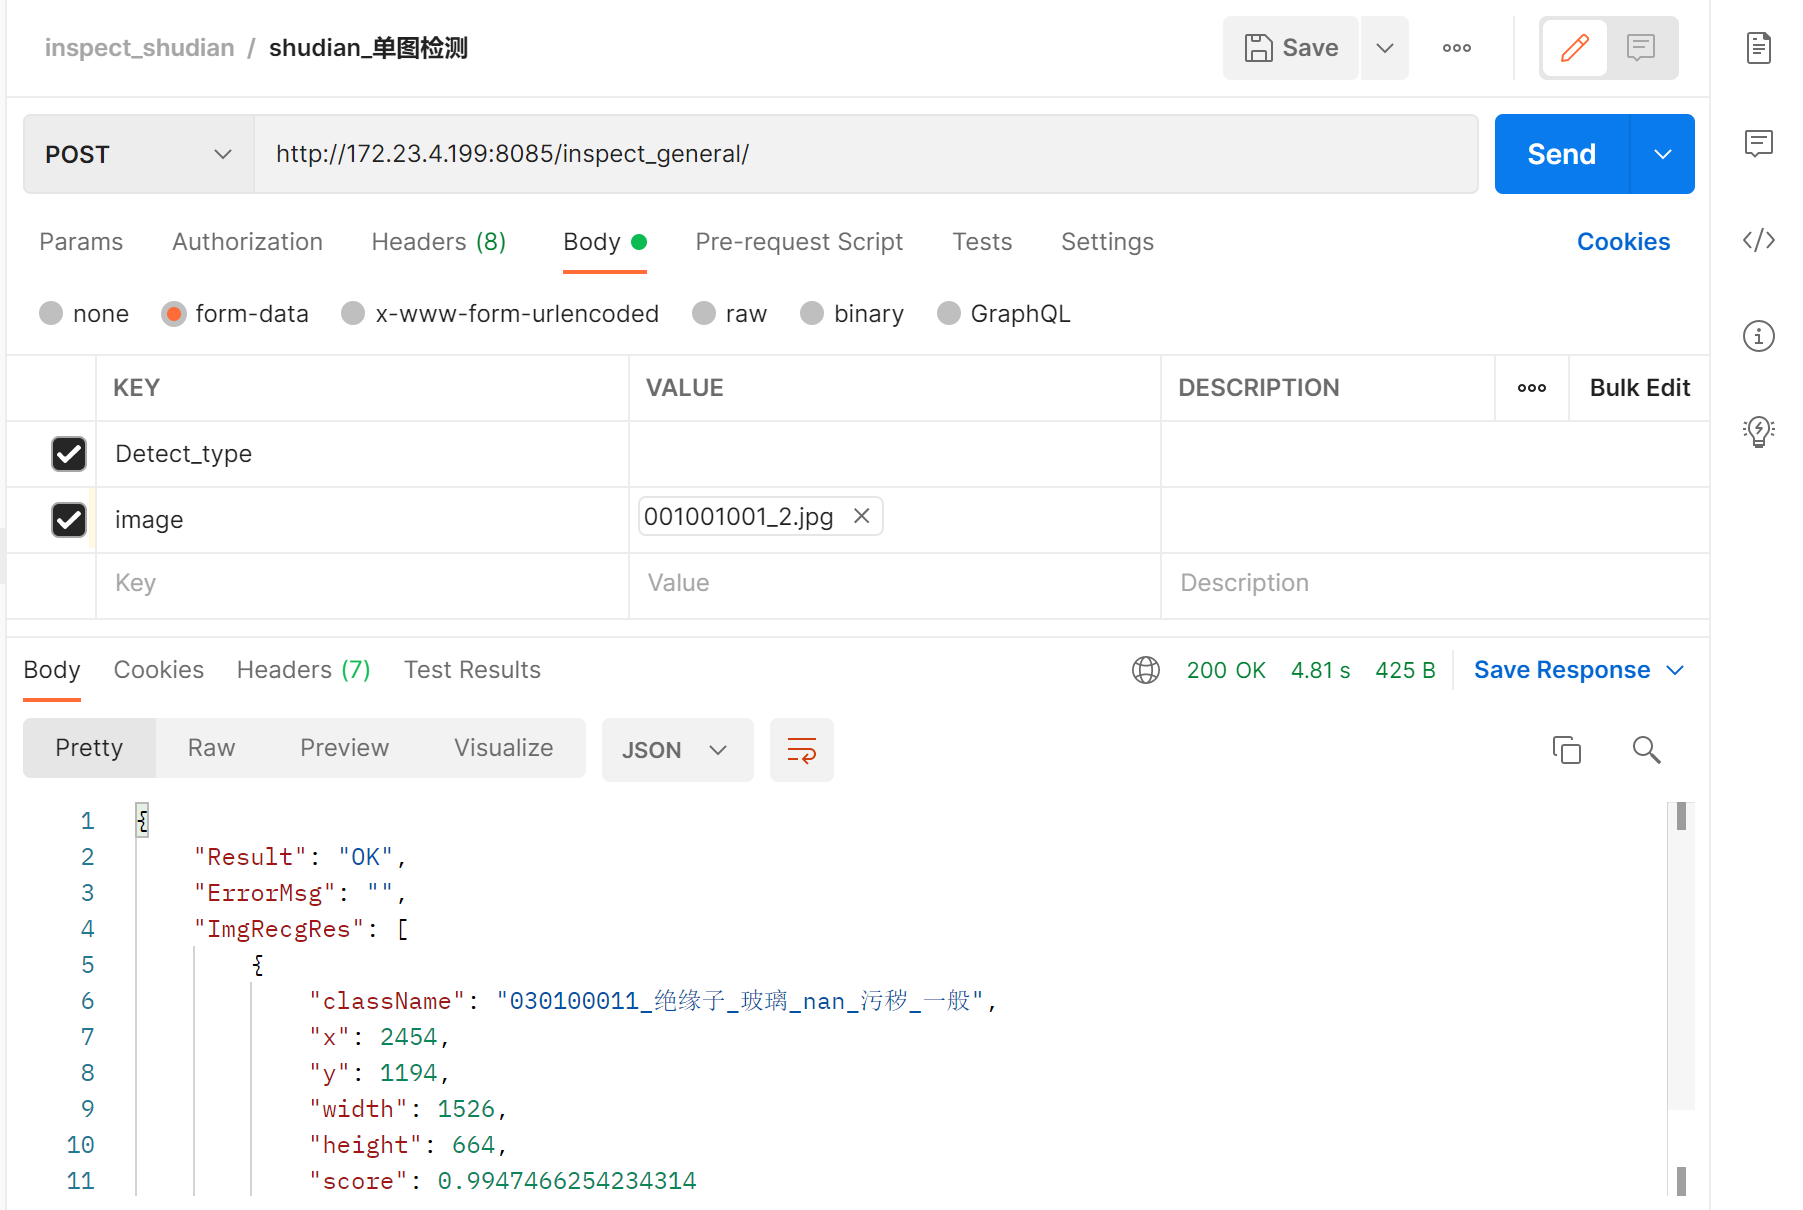 inspect_shudian / shudian_单图检测
Save
POST
http://172.23.4.199:8085/inspect_general/
Send
Params Authorization Headers (8) Body Pre-request Script Tests Settings Cookies
none form-data x-www-form-urlencoded raw binary GraphQL
KEY VALUE DESCRIPTION Bulk Edit
Detect_type
image 001001001_2.jpg
Key Value Description
Body Cookies Headers (7) Test Results 200 OK 4.81 s 425 B Save Response
Pretty Raw Preview Visualize JSON
1 {
2 "Result": "OK",
3 "ErrorMsg": "",
4 "ImgRecgRes": [
5 {
6 "className": "030100011_绝缘子_玻璃_nan_污秽_一般",
7 "x": 2454,
8 "y": 1194,
9 "width": 1526,
10 "height": 664,
11 "score": 0.9947466254234314